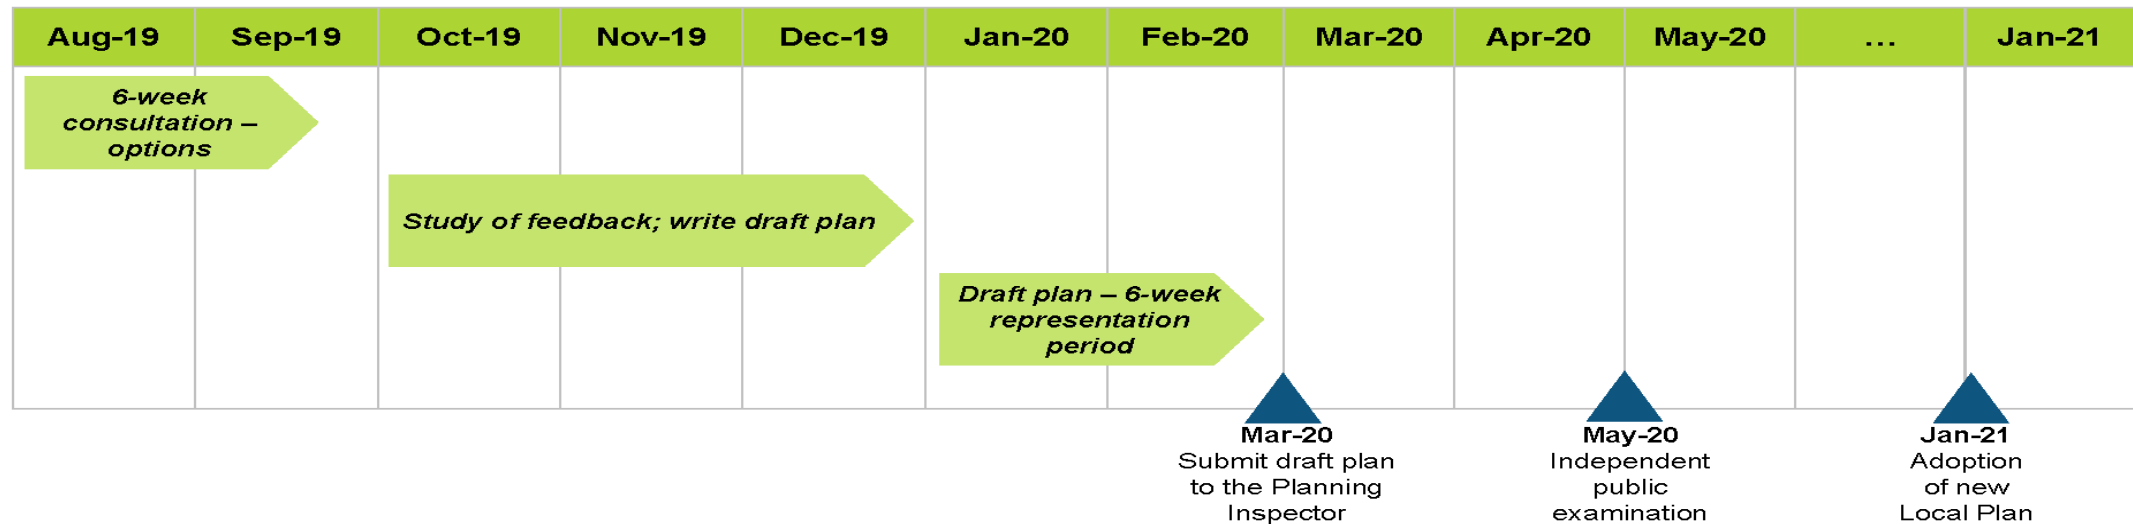 Aug-19 Sep-19 Oct-19 Nov-19 Dec-19 Jan-20 Feb-20 Mar-20 Apr-20 May-20 ... Jan-21
6-week
consultation –
options
Study of feedback; write draft plan
Draft plan – 6-week
representation
period
Mar-20
Submit draft plan
to the Planning
Inspector
May-20
Independent
public
examination
Jan-21
Adoption
of new
Local Plan